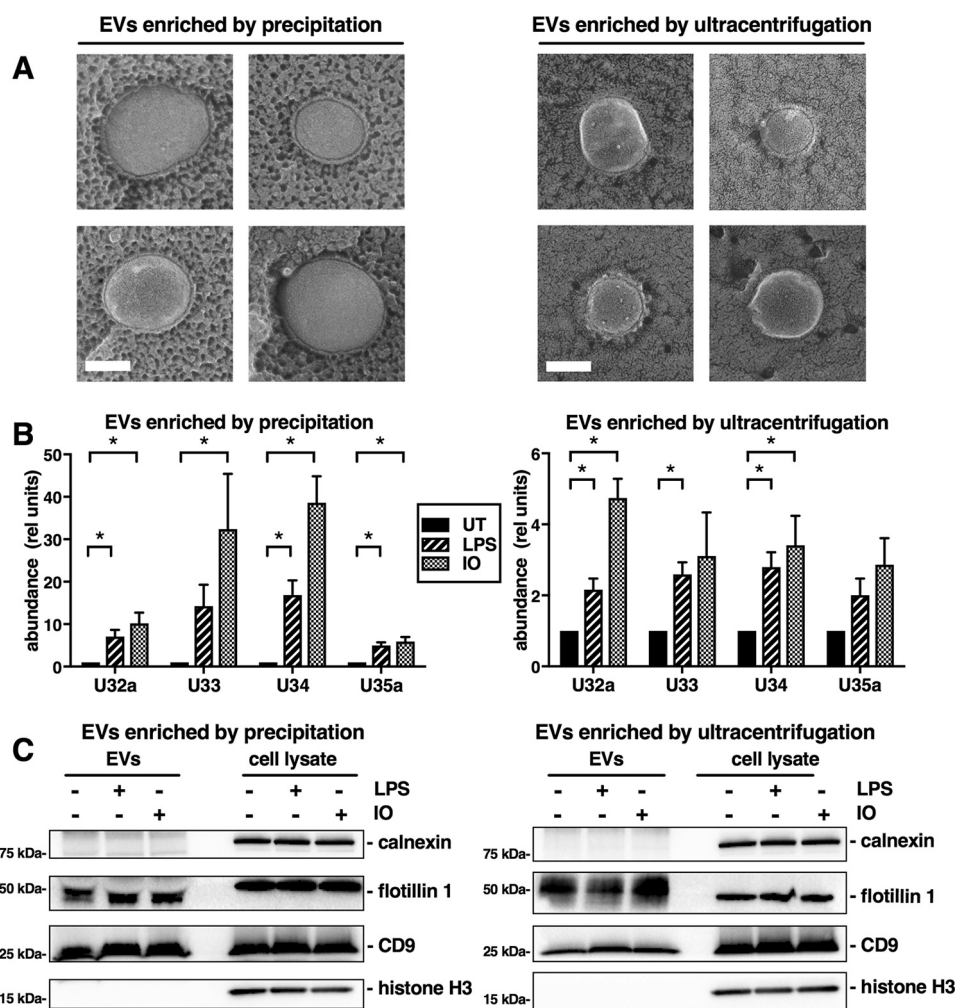 EVs enriched by precipitation
EVs enriched by ultracentrifugation
A
B
EVs enriched by precipitation
abundance (rel units)
50
40
30
20
10
0
* * * *
* * *
U32a U33 U34 U35a
UT
LPS
IO
EVs enriched by ultracentrifugation
abundance (rel units)
6
4
2
0
* *
* * *
U32a U33 U34 U35a
C
EVs enriched by precipitation
EVs cell lysate
- + - - + - LPS
- - + - - + IO
75 kDa- - calnexin
50 kDa- - flotillin 1
25 kDa- - CD9
15 kDa- - histone H3
EVs enriched by ultracentrifugation
EVs cell lysate
- + - - + - LPS
- - + - - + IO
75 kDa- - calnexin
50 kDa- - flotillin 1
25 kDa- - CD9
15 kDa- - histone H3